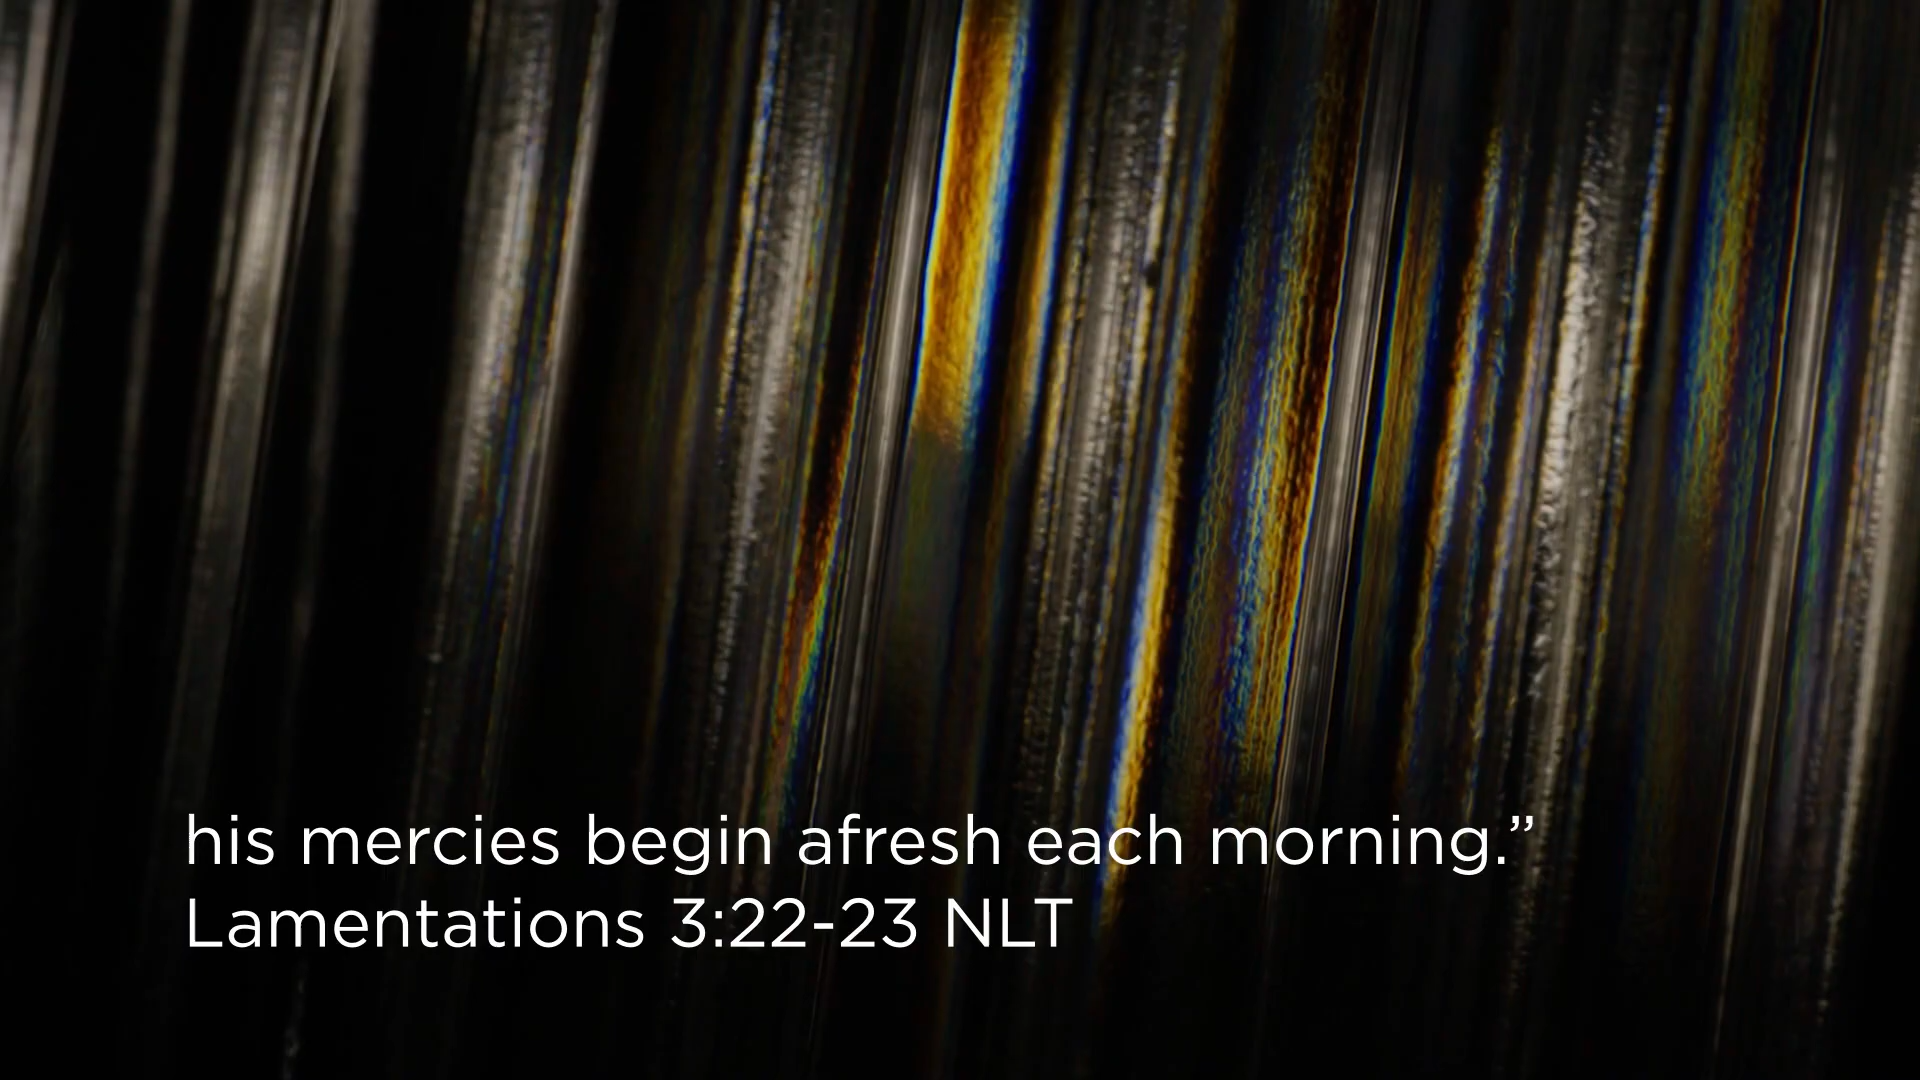 his mercies begin afresh each morning.”
Lamentations 3:22-23 NLT